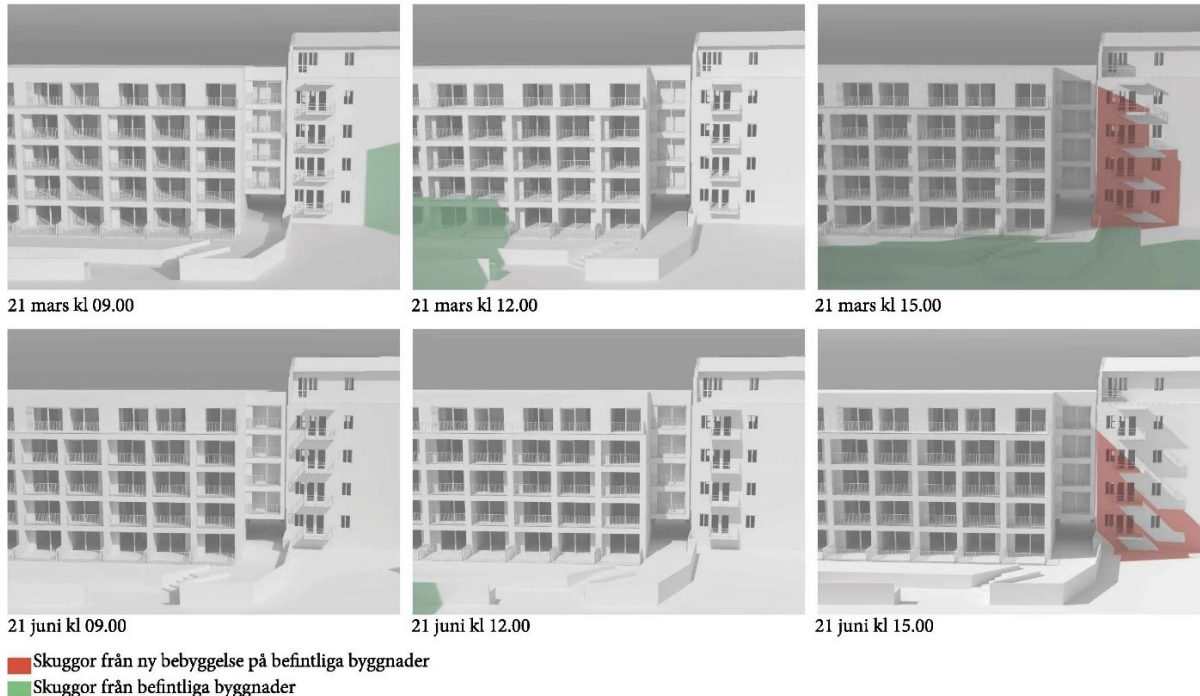 21 mars kl 09.00
21 mars kl 12.00
21 mars kl 15.00
21 juni kl 09.00
21 juni kl 12.00
21 juni kl 15.00
Skuggor från ny bebyggelse på befintliga byggnader
Skuggor från befintliga byggnader